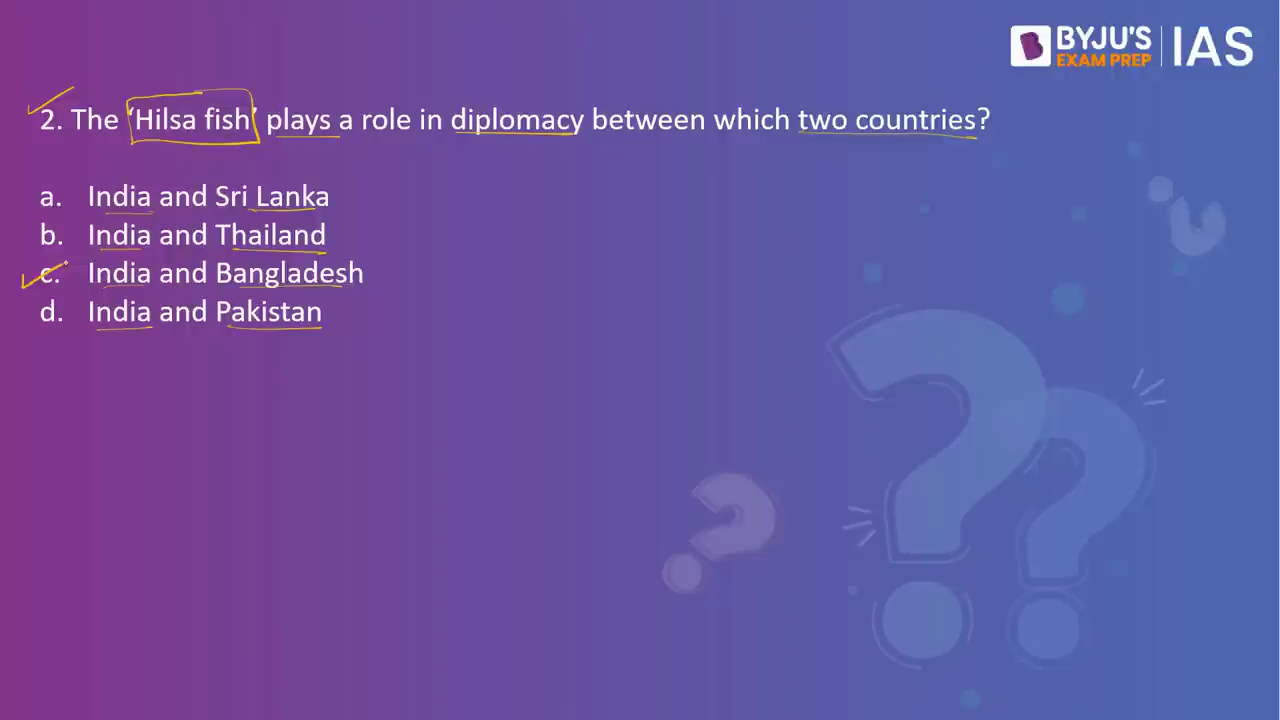 BYJU'S
EXAM PREP
IAS
2. The 'Hilsa fish' plays a role in diplomacy between which two countries?
a. India and Sri Lanka
b. India and Thailand
c. India and Bangladesh
d. India and Pakistan